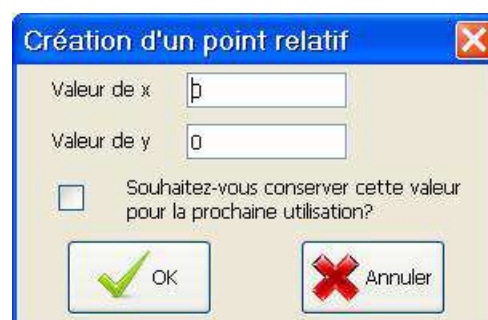 Création d'un point relatif
Valeur de x 0
Valeur de y 0
Souhaitez-vous conserver cette valeur
pour la prochaine utilisation?
OK Annuler